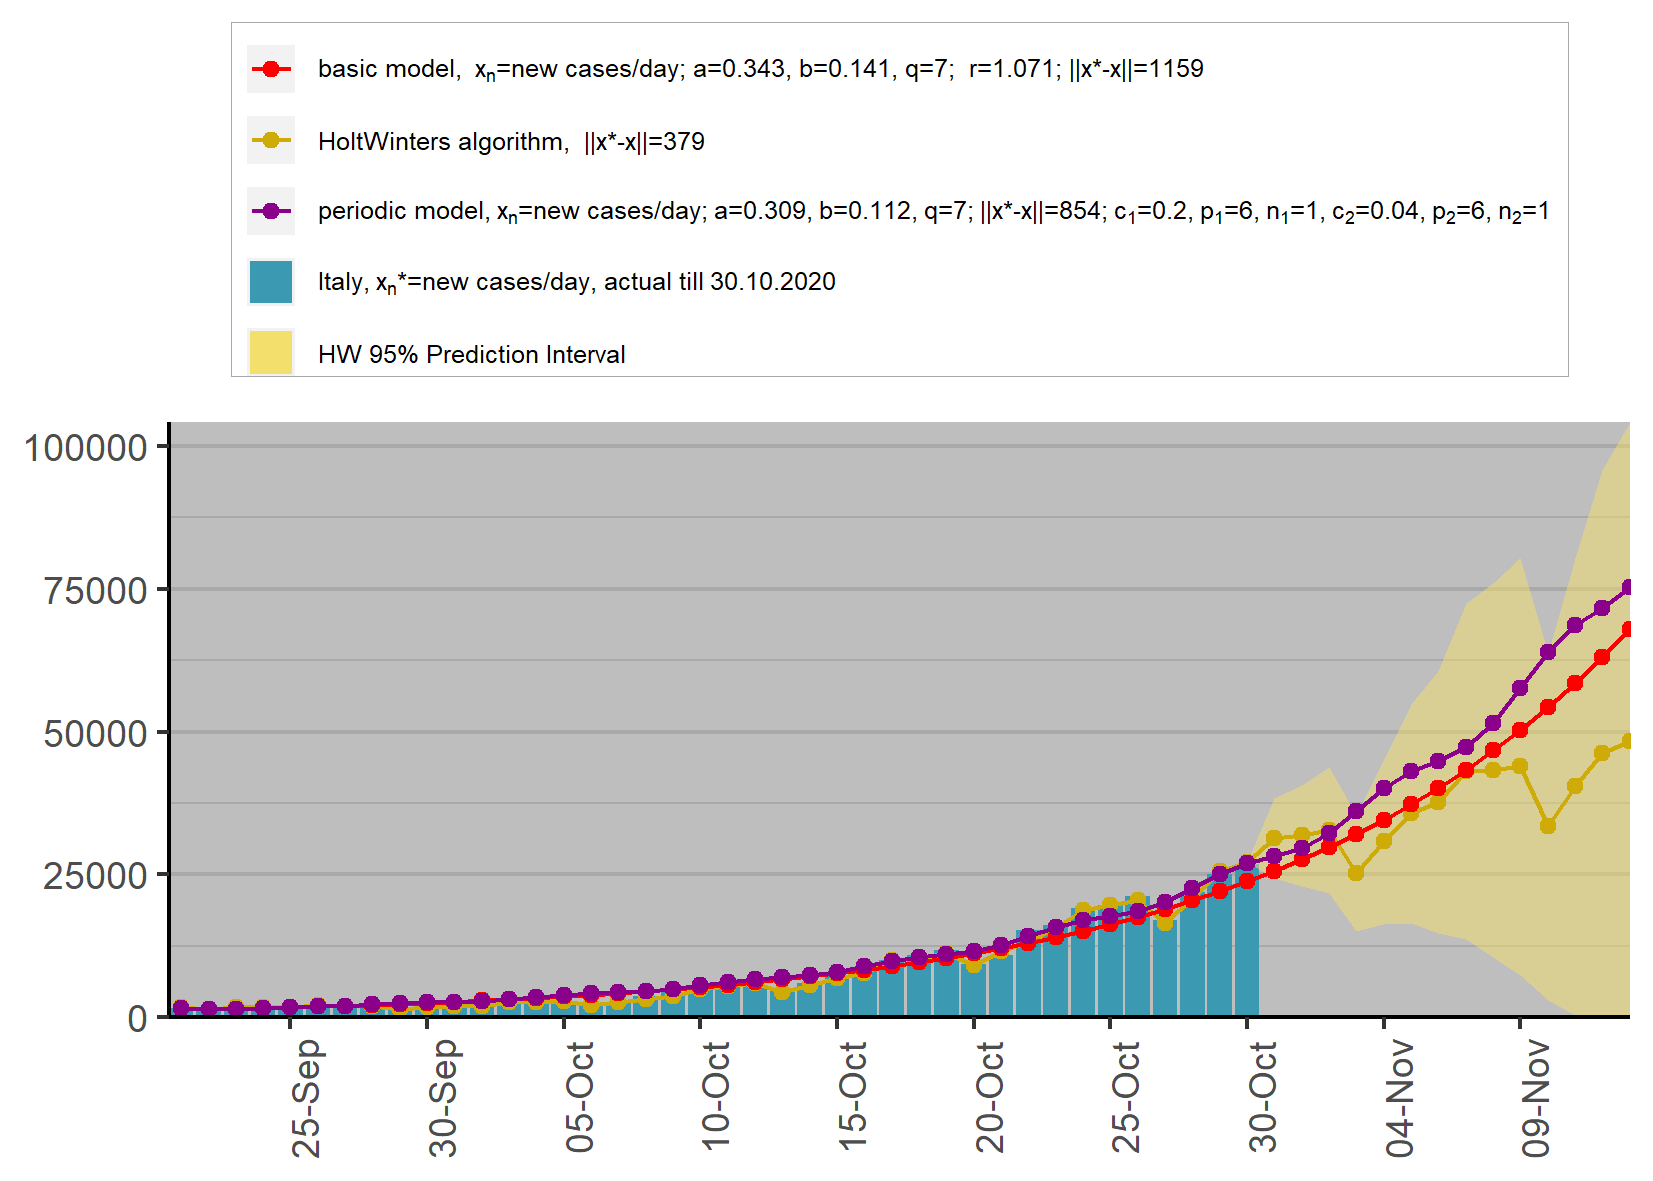 basic model, xₙ=new cases/day; a=0.343, b=0.141, q=7; r=1.071; ||x*-x||=1159
HoltWinters algorithm, ||x*-x||=379
periodic model, xₙ=new cases/day; a=0.309, b=0.112, q=7; ||x*-x||=854; c₁=0.2, p₁=6, n₁=1, c₂=0.04, p₂=6, n₂=1
Italy, xₙ*=new cases/day, actual till 30.10.2020
HW 95% Prediction Interval
100000
75000
50000
25000
0
25-Sep
30-Sep
05-Oct
10-Oct
15-Oct
20-Oct
25-Oct
30-Oct
04-Nov
09-Nov